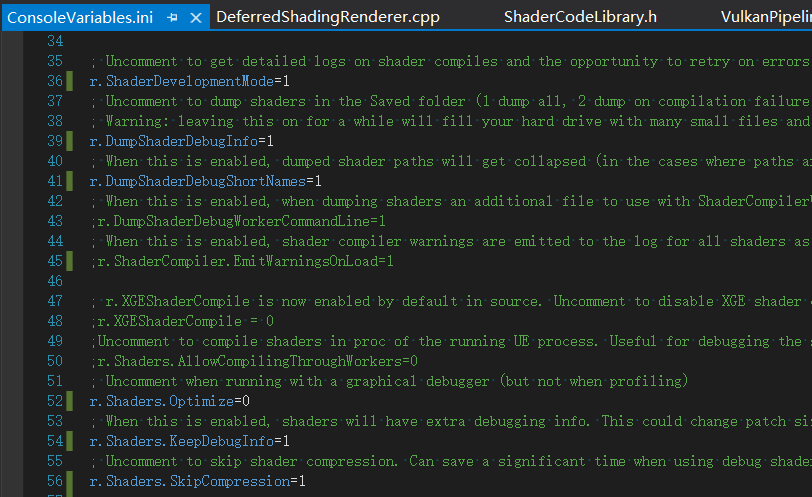 ConsoleVariables.ini DeferredShadingRenderer.cpp ShaderCodeLibrary.h VulkanPipelin
34
35 ; Uncomment to get detailed logs on shader compiles and the opportunity to retry on errors
36 r.ShaderDevelopmentMode=1
37 ; Uncomment to dump shaders in the Saved folder (1 dump all, 2 dump on compilation failure
38 ; Warning: leaving this on for a while will fill your hard drive with many small files and
39 r.DumpShaderDebugInfo=1
40 ; When this is enabled, dumped shader paths will get collapsed (in the cases where paths a
41 r.DumpShaderDebugShortNames=1
42 ; When this is enabled, when dumping shaders an additional file to use with ShaderCompiler
43 ;r.DumpShaderDebugWorkerCommandLine=1
44 ; When this is enabled, shader compiler warnings are emitted to the log for all shaders as
45 ;r.ShaderCompiler.EmitWarningsOnLoad=1
46
47 ; r.XGEShaderCompile is now enabled by default in source. Uncomment to disable XGE shader
48 ;r.XGEShaderCompile = 0
49 ;Uncomment to compile shaders in proc of the running UE process. Useful for debugging the
50 ;r.Shaders.AllowCompilingThroughWorkers=0
51 ; Uncomment when running with a graphical debugger (but not when profiling)
52 r.Shaders.Optimize=0
53 ; When this is enabled, shaders will have extra debugging info. This could change patch si
54 r.Shaders.KeepDebugInfo=1
55 ; Uncomment to skip shader compression. Can save a significant time when using debug shade
56 r.Shaders.SkipCompression=1